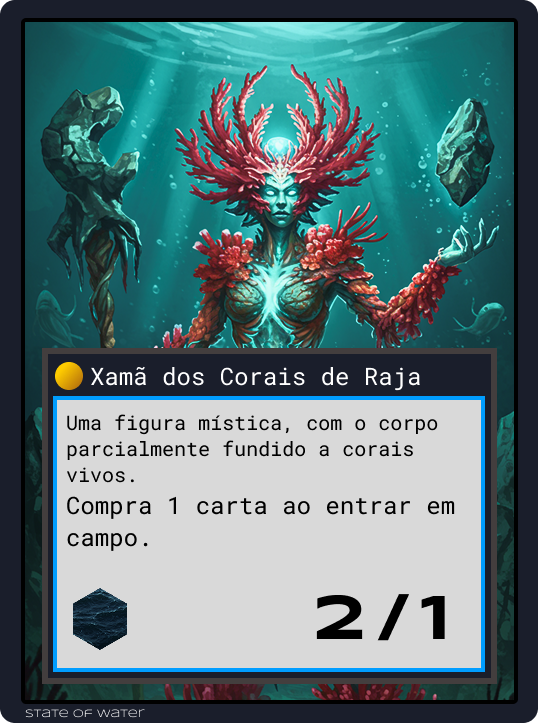 Xamã dos Corais de Raja
Uma figura mística, com o corpo
parcialmente fundido a corais
vivos.
Compra 1 carta ao entrar em
campo.
2/1
STATE OF WATER